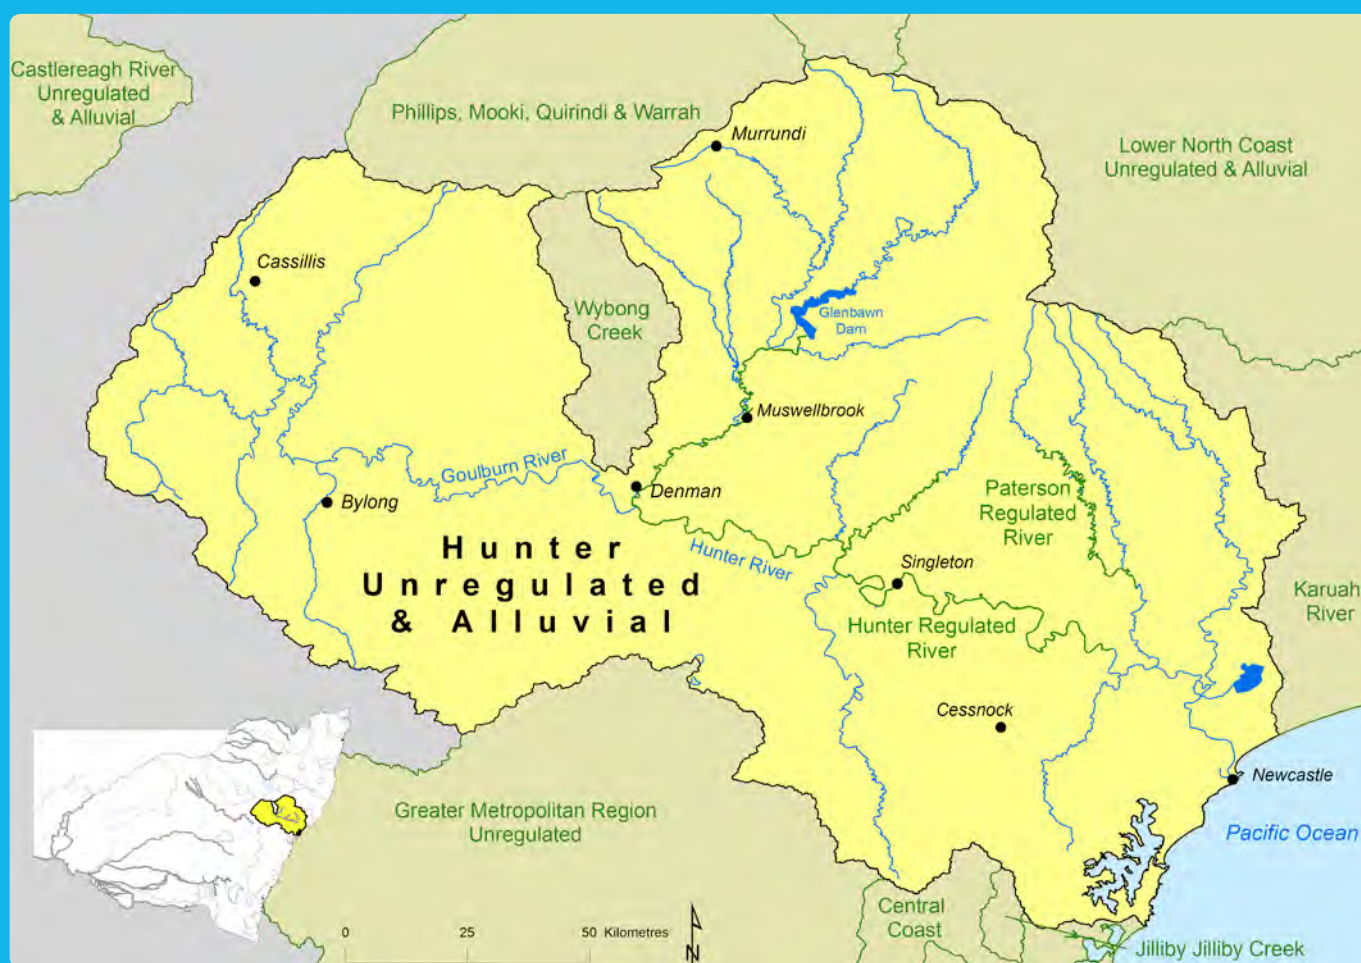 Castlereagh River
Unregulated
& Alluvial
Phillips, Mooki, Quirindi & Warrah
Murrundi
Lower North Coast
Unregulated & Alluvial
Cassillis
Wybong
Creek
Glenbawn
Dam
Muswellbrook
Goulburn River
Bylong
Denman
Paterson
Regulated
River
Hunter
Unregulated
& Alluvial
Hunter River
Singleton
Hunter Regulated
River
Karuah
River
Cessnock
Newcastle
Greater Metropolitan Region
Unregulated
Pacific Ocean
Central
Coast
0 25 50 Kilometres
N
Jilliby Jilliby Creek